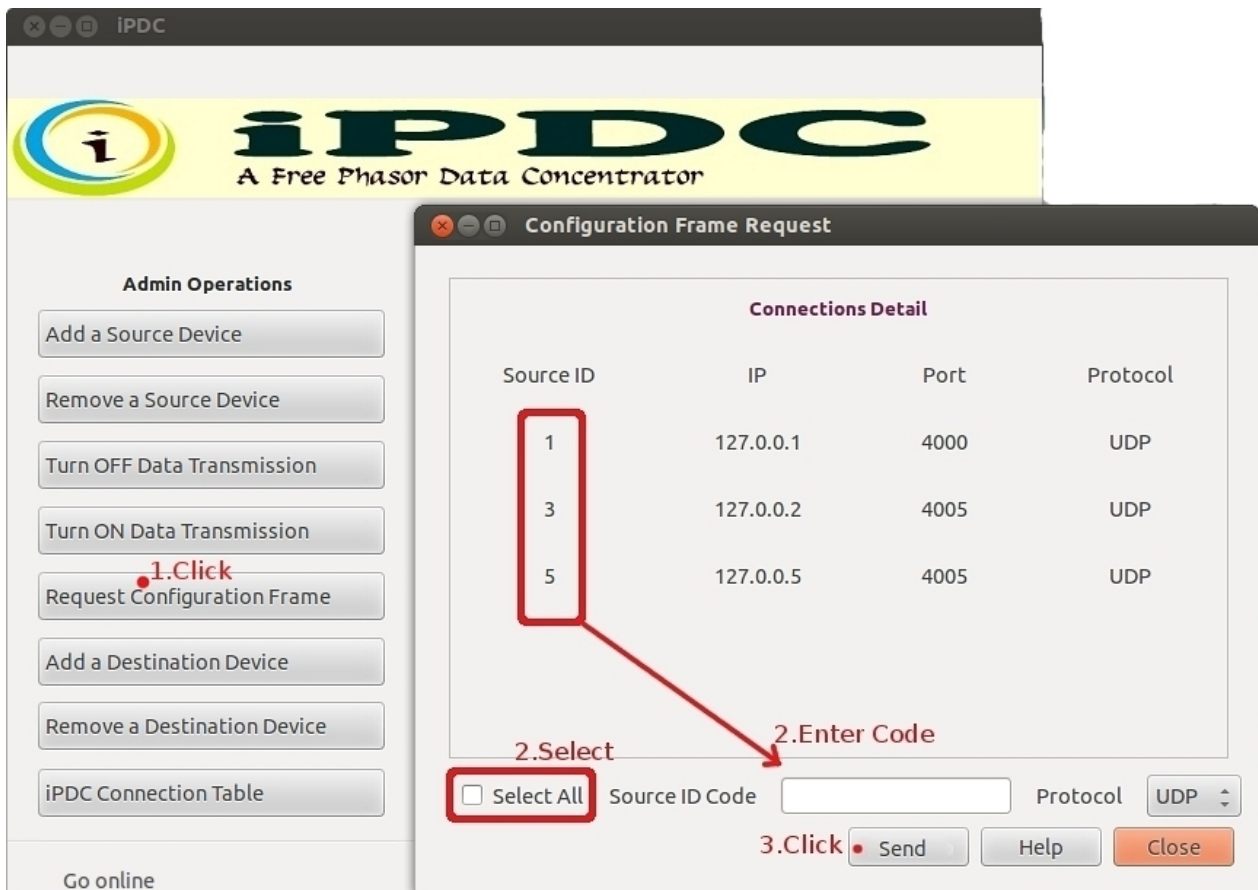 iPDC
i
iPDC
A Free Phasor Data Concentrator
Admin Operations
Add a Source Device
Remove a Source Device
Turn OFF Data Transmission
Turn ON Data Transmission
1.Click
Request Configuration Frame
Add a Destination Device
Remove a Destination Device
iPDC Connection Table
Go online
Configuration Frame Request
Connections Detail
Source ID IP Port Protocol
1 127.0.0.1 4000 UDP
3 127.0.0.2 4005 UDP
5 127.0.0.5 4005 UDP
2.Select 2.Enter Code
Select All Source ID Code Protocol UDP
3.Click Send Help Close